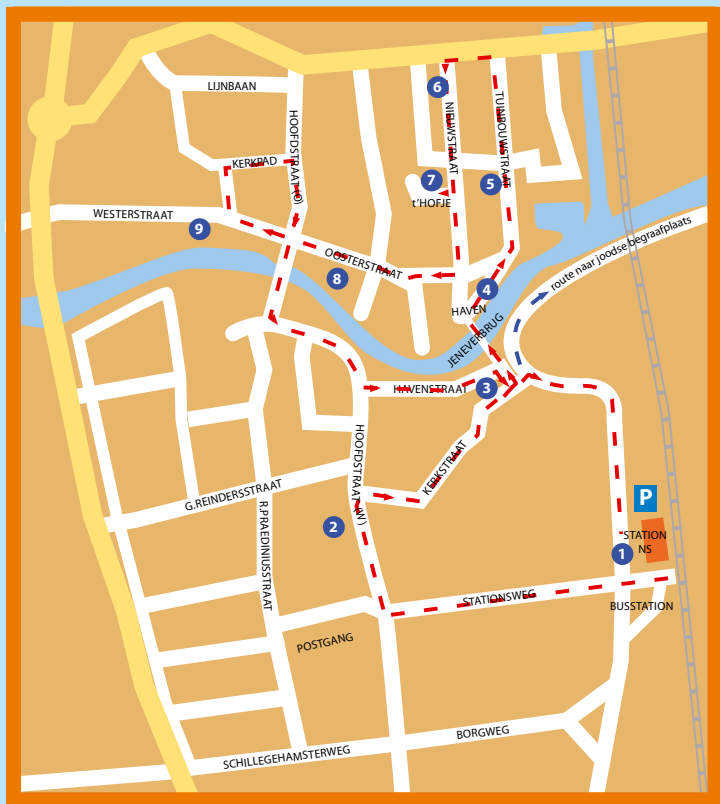 LIJNBAAN
HOOFDSTRAAT (O)
6
NIEUWSTRAAT
TUINBOUWSTRAAT
KERKPAD
7
5
t'HOFJE
WESTERSTRAAT
9
OOSTERSTRAAT
8
route naar joodse begraafplaats
4
HAVEN
JENEVERBRUG
HAVENSTRAAT
3
HOOFDSTRAAT (W)
KERKSTRAAT
G.REINDERSSTRAAT
P
2
R.PRAEDINIUSSTRAAT
STATION
NS
1
STATIONSWEG
BUSSTATION
POSTGANG
BORGWEG
SCHILLEGEHAMSTERWEG